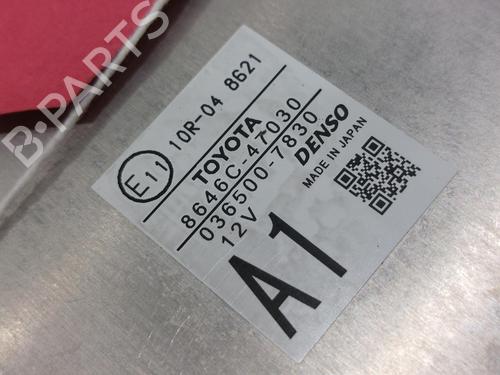 B-PARTS
E11 10R-04 8621
TOYOTA
8646C-47030
036500-7830
12V DENSO
MADE IN JAPAN
A1